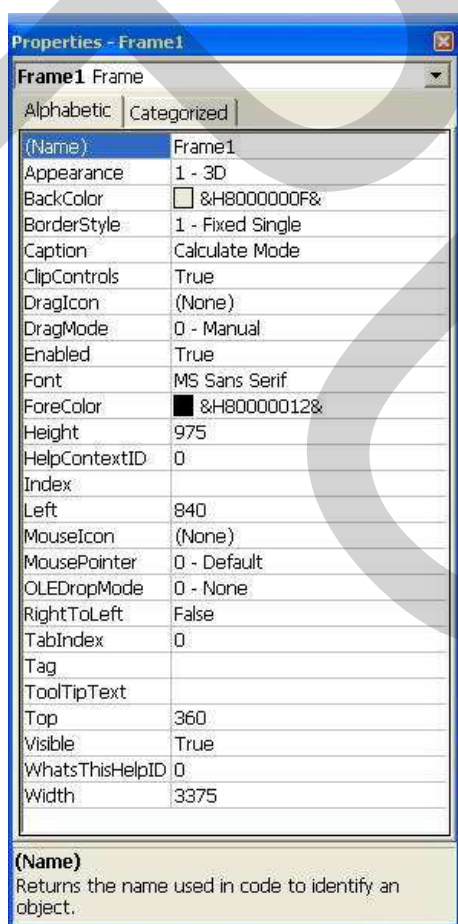 Properties - Frame1
Frame1 Frame
Alphabetic Categorized
(Name) Frame1
Appearance 1 - 3D
BackColor &H8000000F&
BorderStyle 1 - Fixed Single
Caption Calculate Mode
ClipControls True
DragIcon (None)
DragMode 0 - Manual
Enabled True
Font MS Sans Serif
ForeColor &H80000012&
Height 975
HelpContextID 0
Index
Left 840
MouseIcon (None)
MousePointer 0 - Default
OLEDropMode 0 - None
RightToLeft False
TabIndex 0
Tag
ToolTipText
Top 360
Visible True
WhatsThisHelpID 0
Width 3375
(Name)
Returns the name used in code to identify an
object.